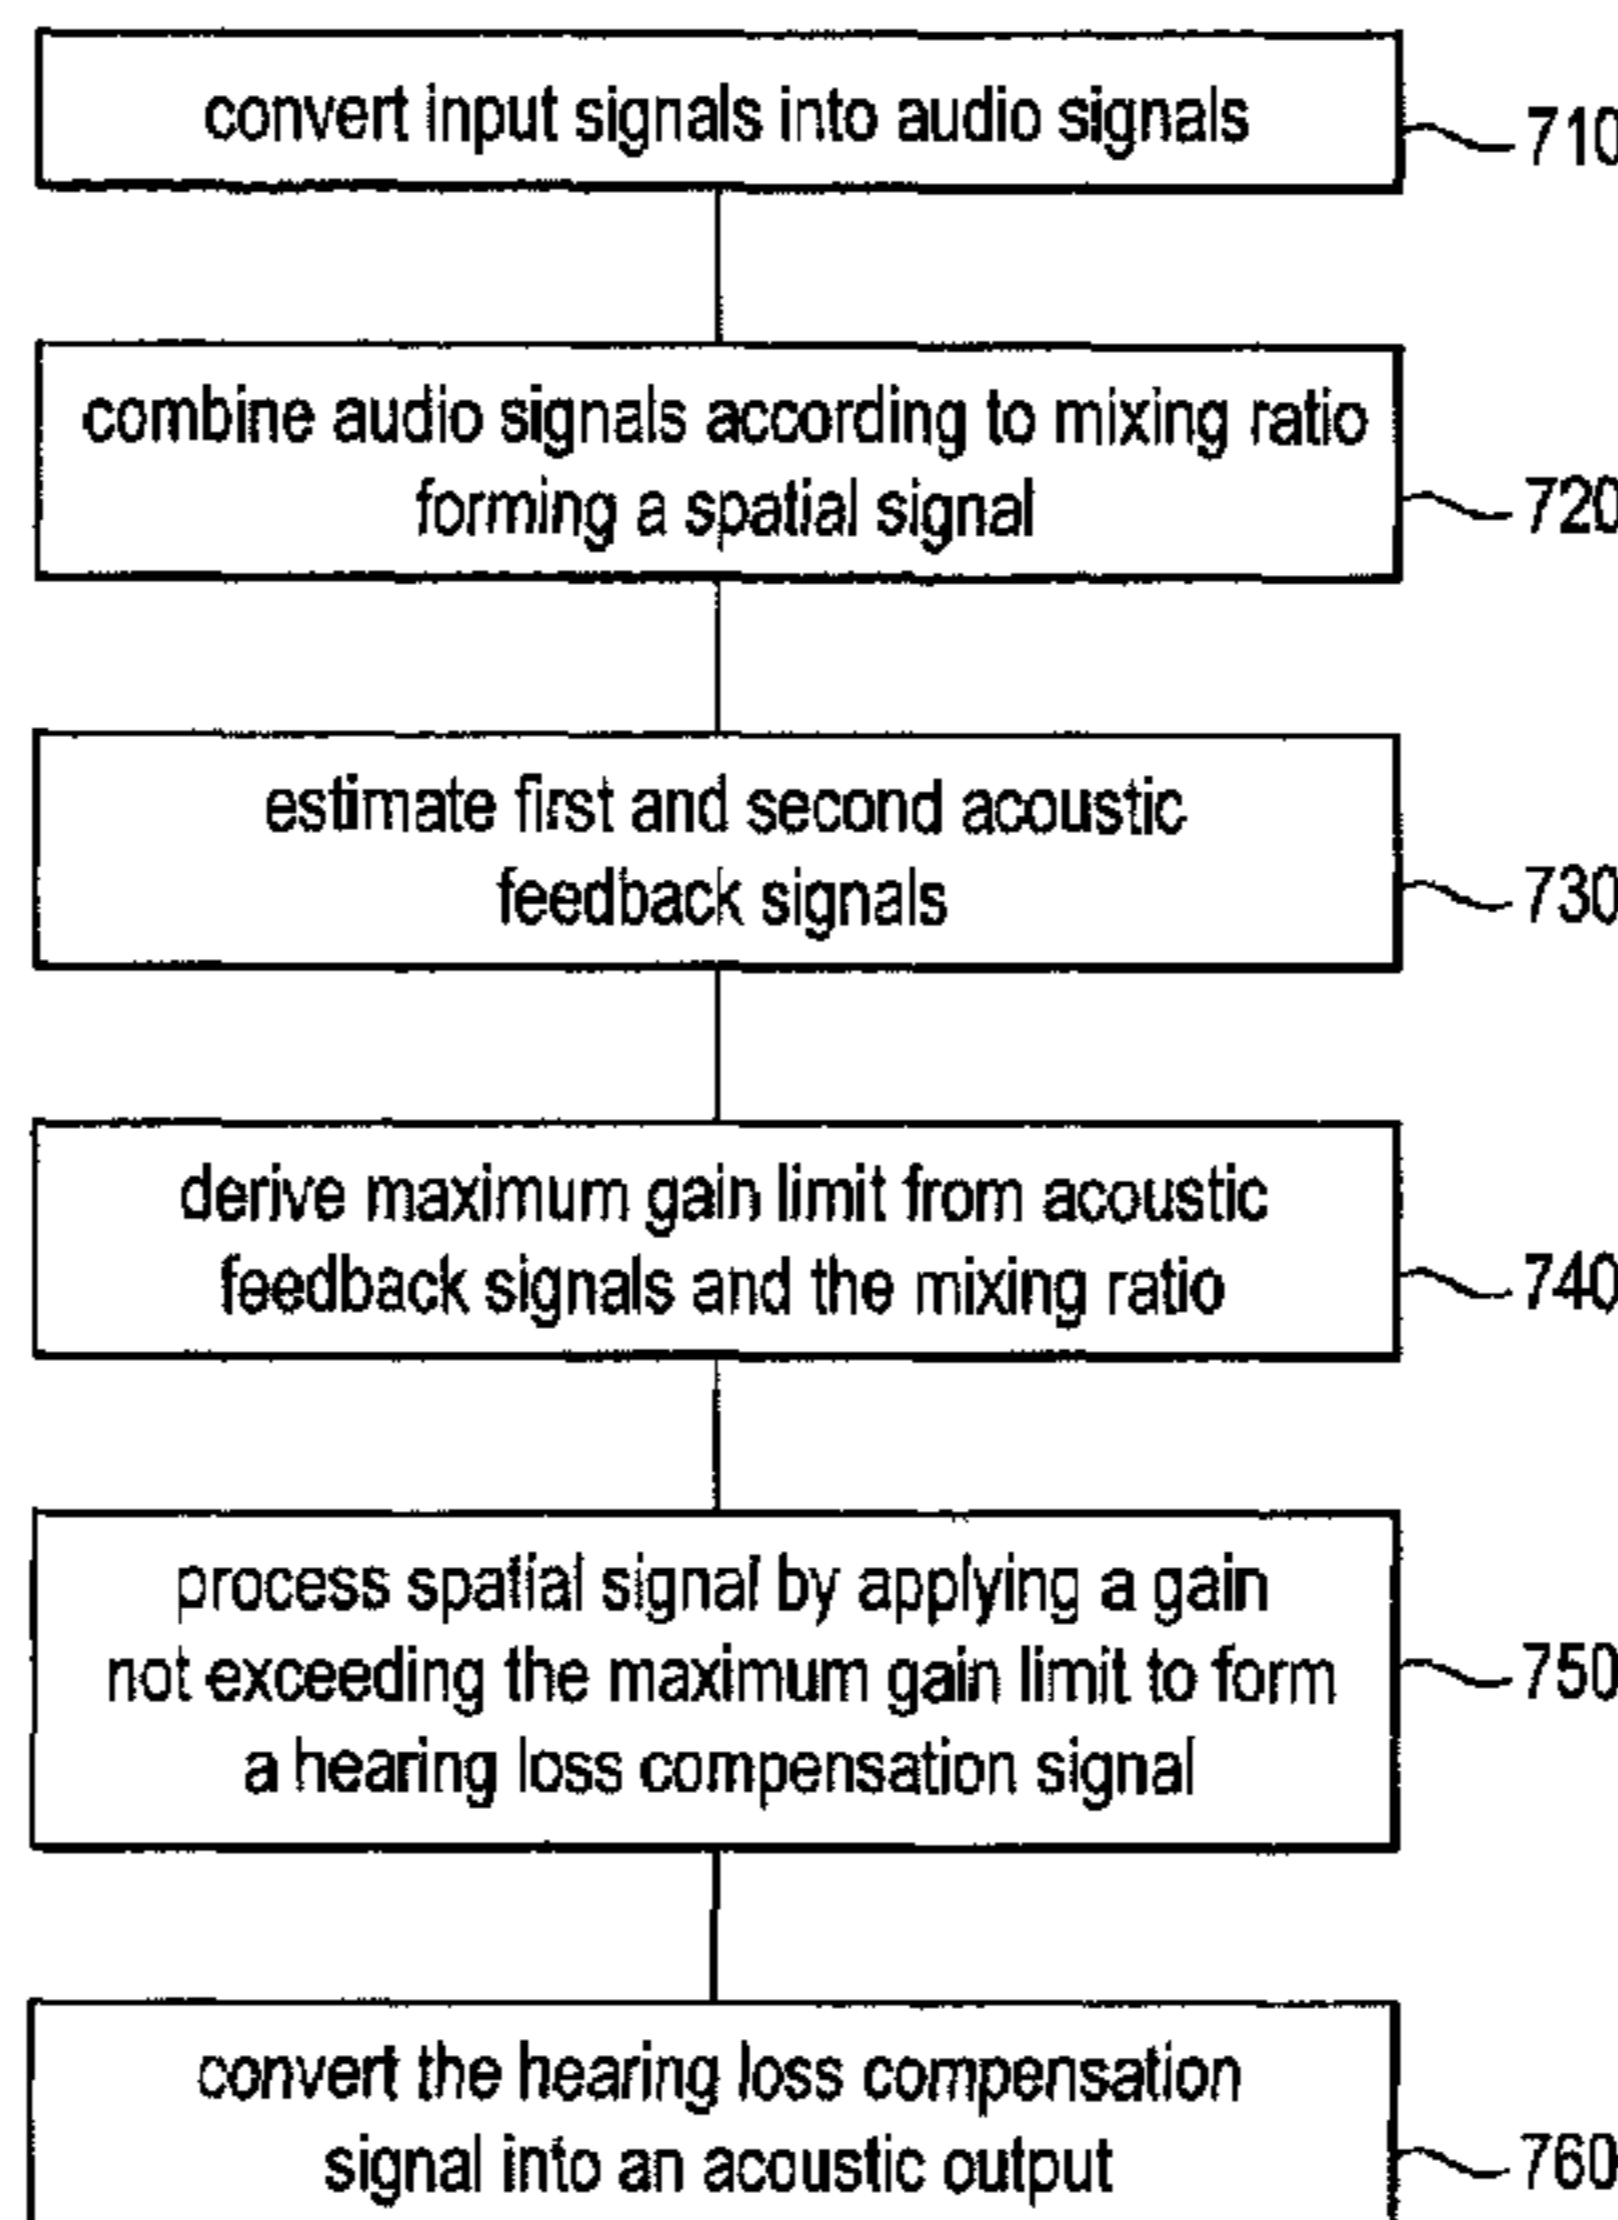 convert input signals into audio signals
710
combine audio signals according to mixing ratio
forming a spatial signal
720
estimate first and second acoustic
feedback signals
730
derive maximum gain limit from acoustic
feedback signals and the mixing ratio
740
process spatial signal by applying a gain
not exceeding the maximum gain limit to form
a hearing loss compensation signal
750
convert the hearing loss compensation
signal into an acoustic output
760